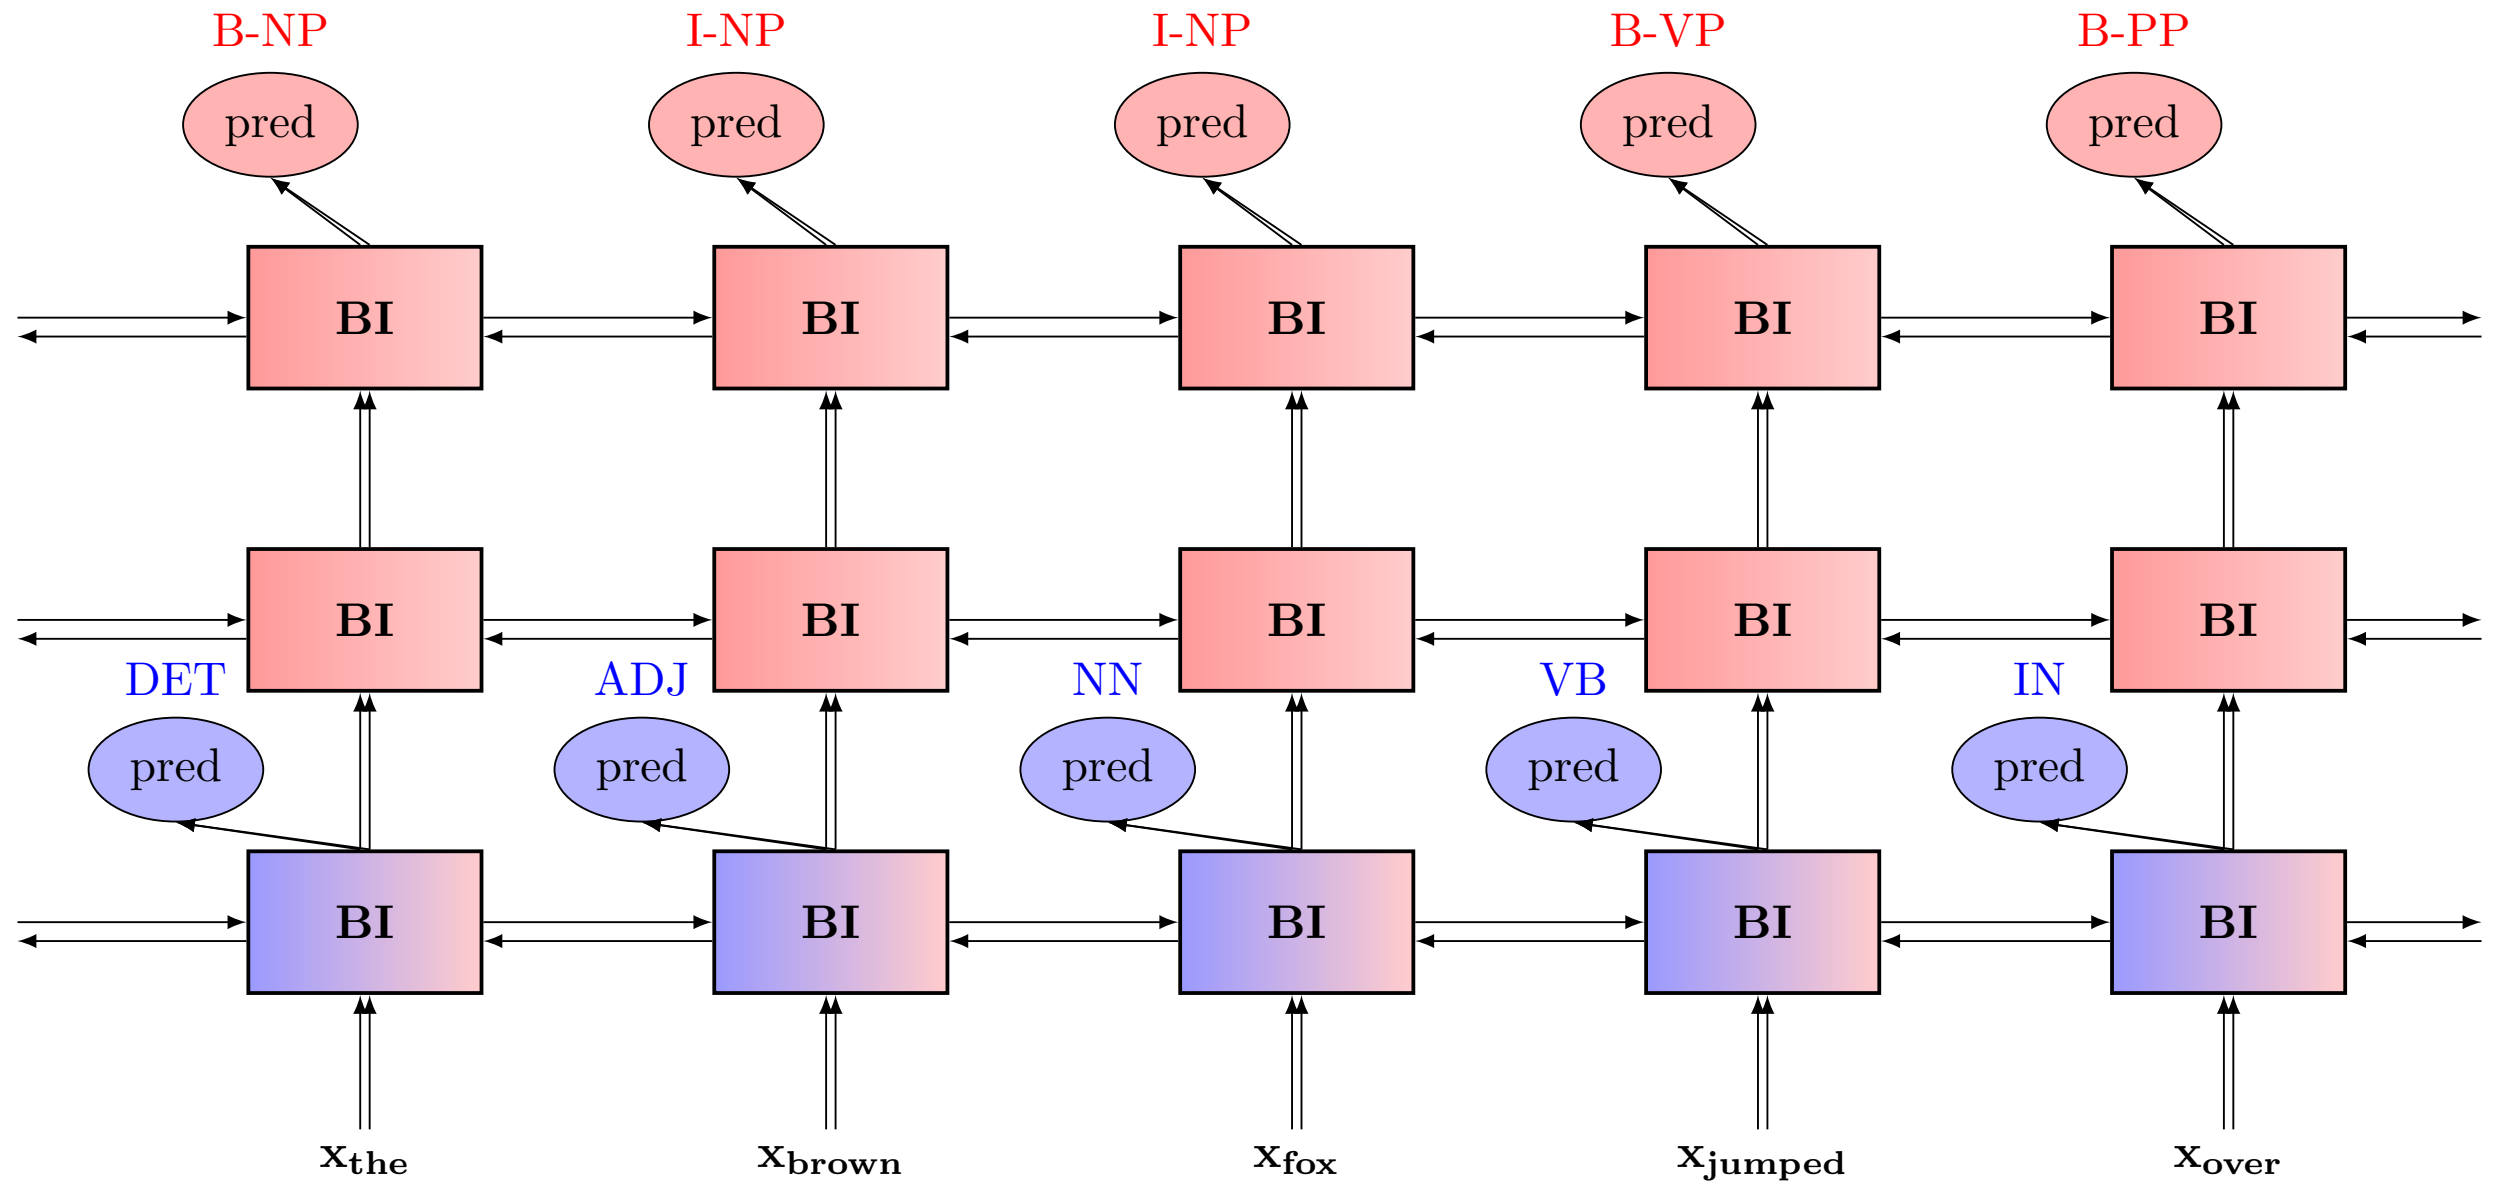 B-NP I-NP I-NP B-VP B-PP
pred pred pred pred pred
BI BI BI BI BI
BI BI BI BI BI
DET ADJ NN VB IN
pred pred pred pred pred
BI BI BI BI BI
x_the x_brown x_fox x_jumped x_over